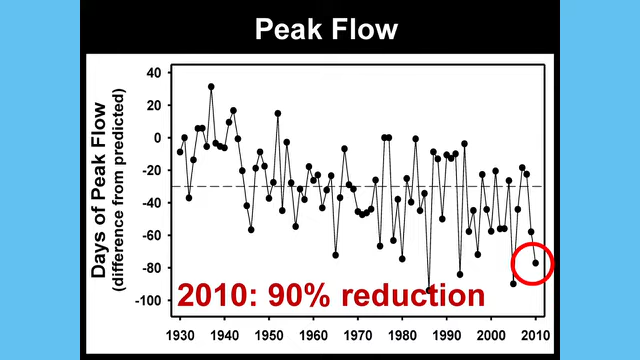 Peak Flow
Days of Peak Flow
(difference from predicted)
40
20
0
-20
-40
-60
-80
-100
2010: 90% reduction
1930 1940 1950 1960 1970 1980 1990 2000 2010